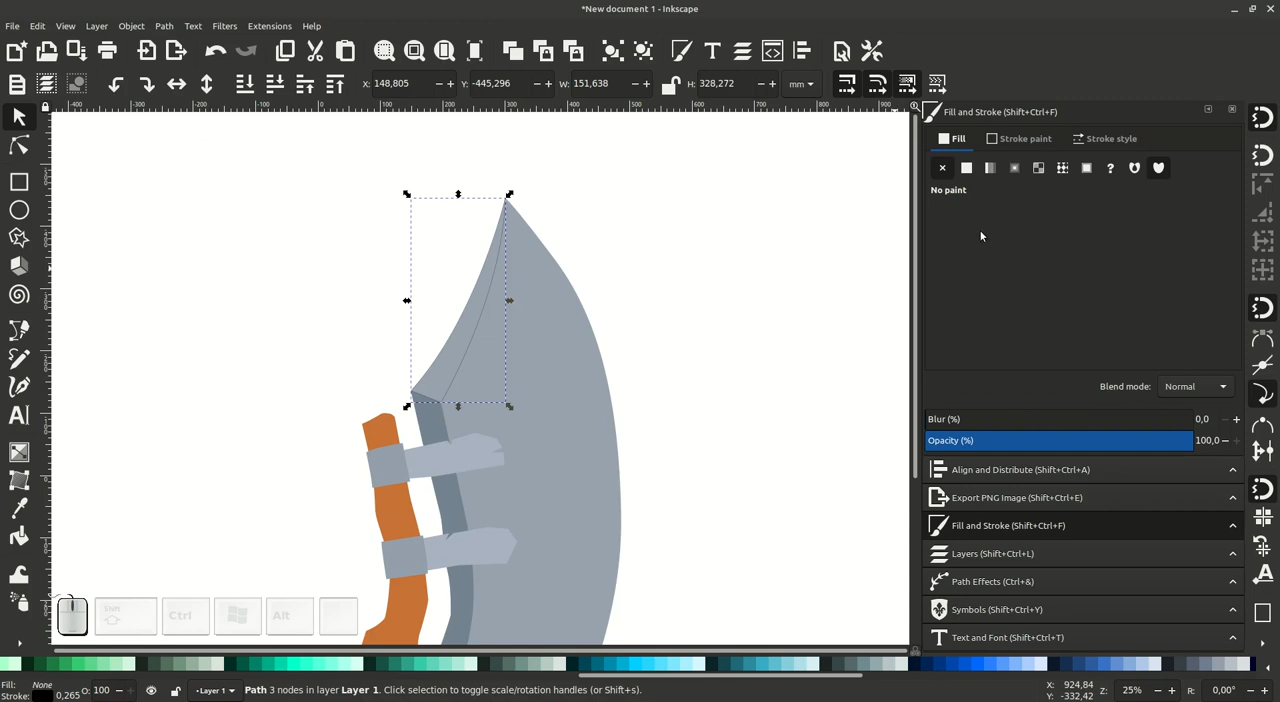 *New document 1 - Inkscape
File Edit View Layer Object Path Text Filters Extensions Help
X: 148,805 Y: -445,296 W: 151,638 H: 328,272 mm
Fill and Stroke (Shift+Ctrl+F)
Fill Stroke paint Stroke style
No paint
Blend mode: Normal
Blur (%) 0,0
Opacity (%) 100,0
Align and Distribute (Shift+Ctrl+A)
Export PNG Image (Shift+Ctrl+E)
Fill and Stroke (Shift+Ctrl+F)
Layers (Shift+Ctrl+L)
Path Effects (Ctrl+&)
Symbols (Shift+Ctrl+Y)
Text and Font (Shift+Ctrl+T)
Shift Ctrl Alt
Fill: None
Stroke: 0,265 O: 100 Layer 1 Path 3 nodes in layer Layer 1. Click selection to toggle scale/rotation handles (or Shift+s). X: 924,84 Y: -332,42 Z: 25% R: 0,00°